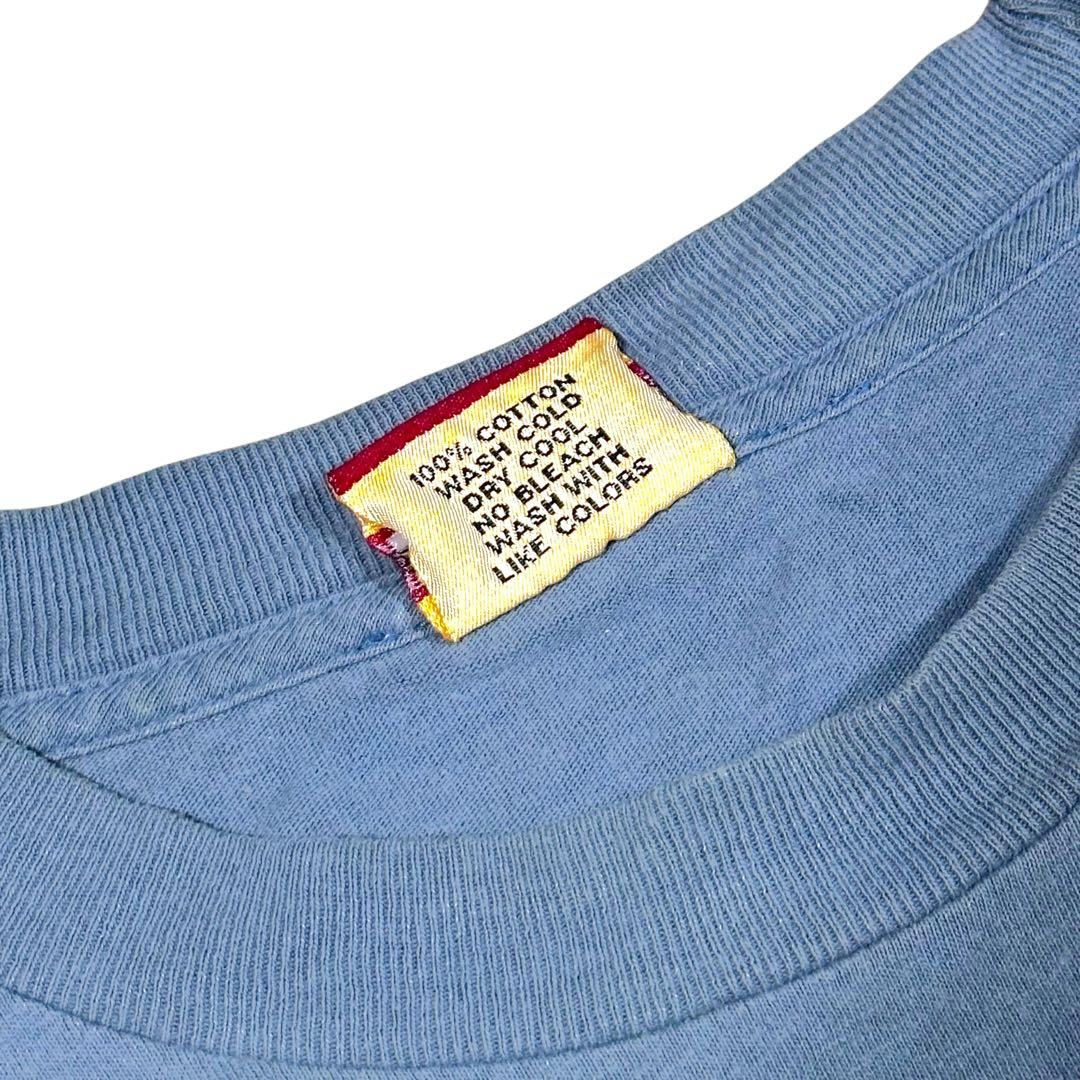 100% COTTON
WASH COLD
DRY COOL
NO BLEACH
WASH WITH
LIKE COLORS